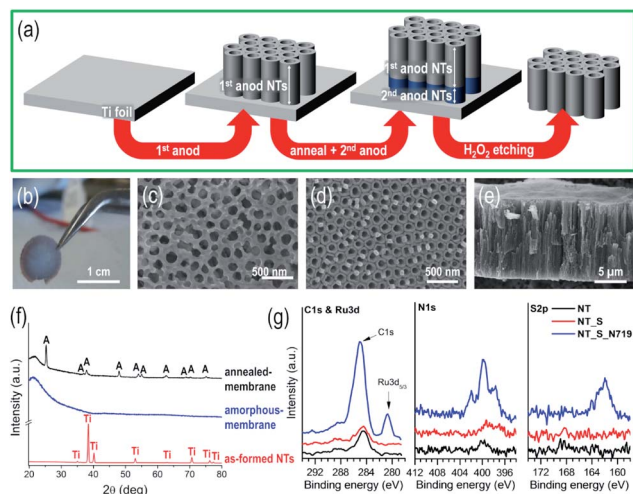 (a)
Ti foil
1st anod
1st anod NTs
anneal + 2nd anod
1st anod NTs
2nd anod NTs
H2O2 etching
(b)
1 cm
(c)
500 nm
(d)
500 nm
(e)
5 µm
(f)
Intensity (a.u.)
A
A A A A A A A A A
annealed-membrane
amorphous-membrane
as-formed NTs
Ti Ti Ti Ti Ti Ti Ti Ti
20 30 40 50 60 70 80
2θ (deg)
(g)
Intensity (a.u.)
C1s & Ru3d
C1s
Ru3d5/3
292 288 284 280
Binding energy (eV)
N1s
412 408 404 400 396
Binding energy (eV)
S2p
NT
NT_S
NT_S_N719
172 168 164 160
Binding energy (eV)